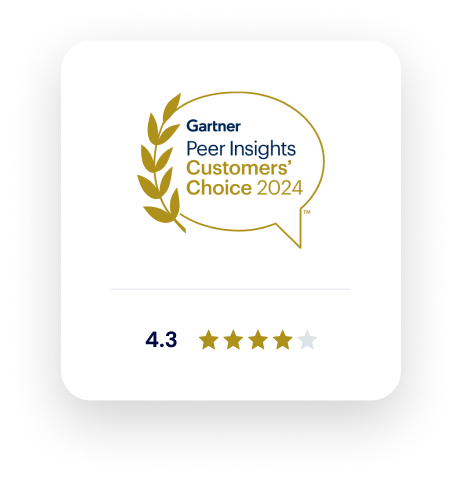 Gartner
Peer Insights
Customers’
Choice 2024
™
4.3